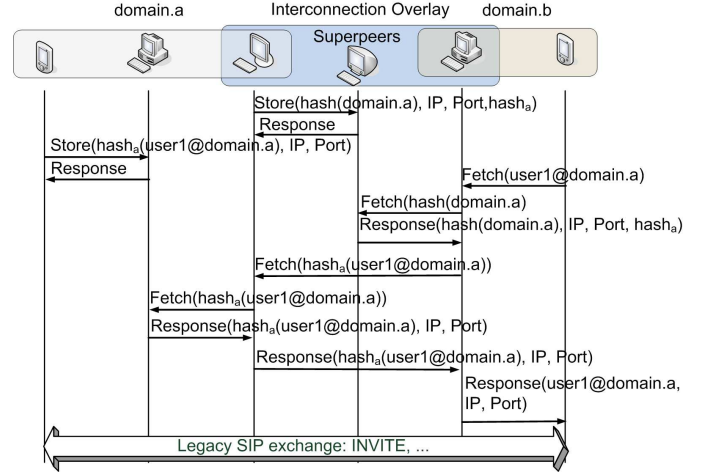 domain.a
Interconnection Overlay
domain.b
Superpeers
Store(hash(domain.a), IP, Port,hashₐ)
Response
Store(hashₐ(user1@domain.a), IP, Port)
Response
Fetch(user1@domain.a)
Fetch(hash(domain.a)
Response(hash(domain.a), IP, Port, hashₐ)
Fetch(hashₐ(user1@domain.a))
Fetch(hashₐ(user1@domain.a))
Response(hashₐ(user1@domain.a), IP, Port)
Response(hashₐ(user1@domain.a), IP, Port)
Response(user1@domain.a,
IP, Port)
Legacy SIP exchange: INVITE, ...